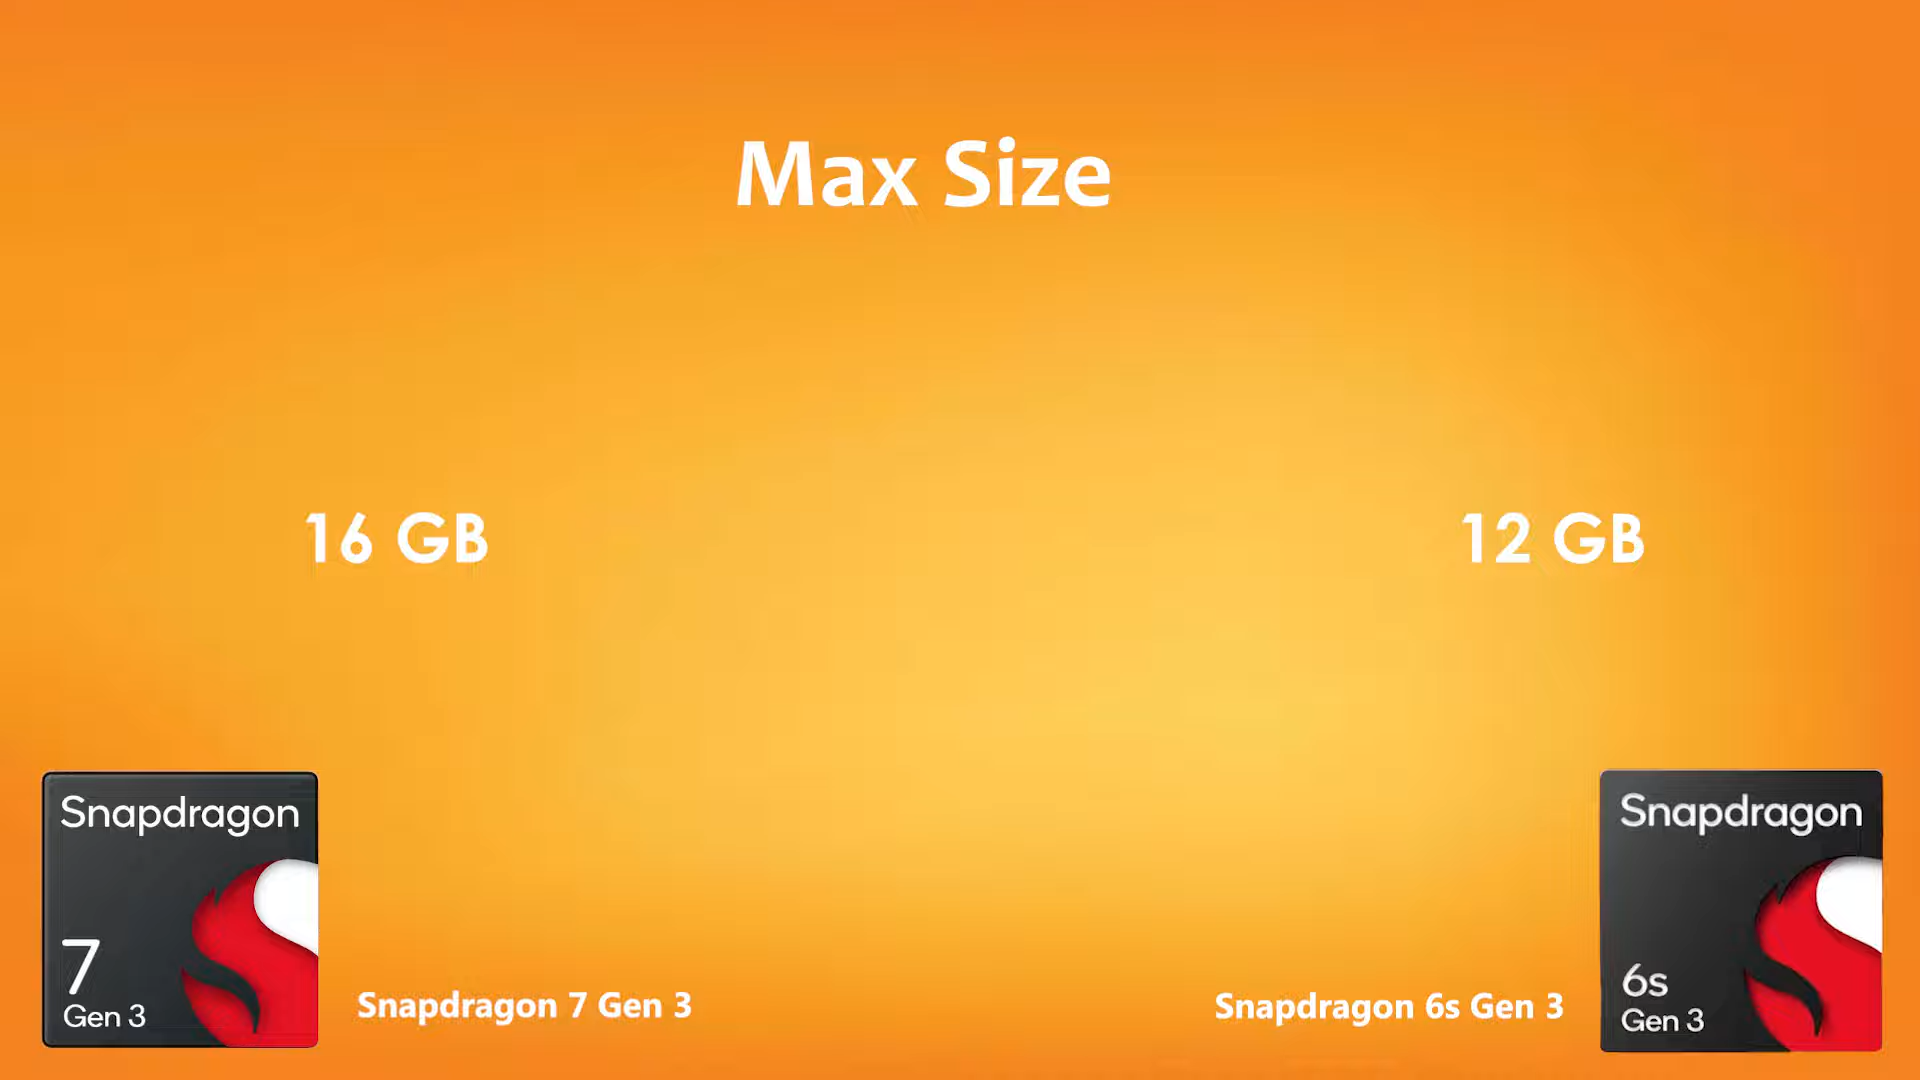 Max Size
16 GB
12 GB
Snapdragon
7
Gen 3
Snapdragon 7 Gen 3
Snapdragon 6s Gen 3
Snapdragon
6s
Gen 3